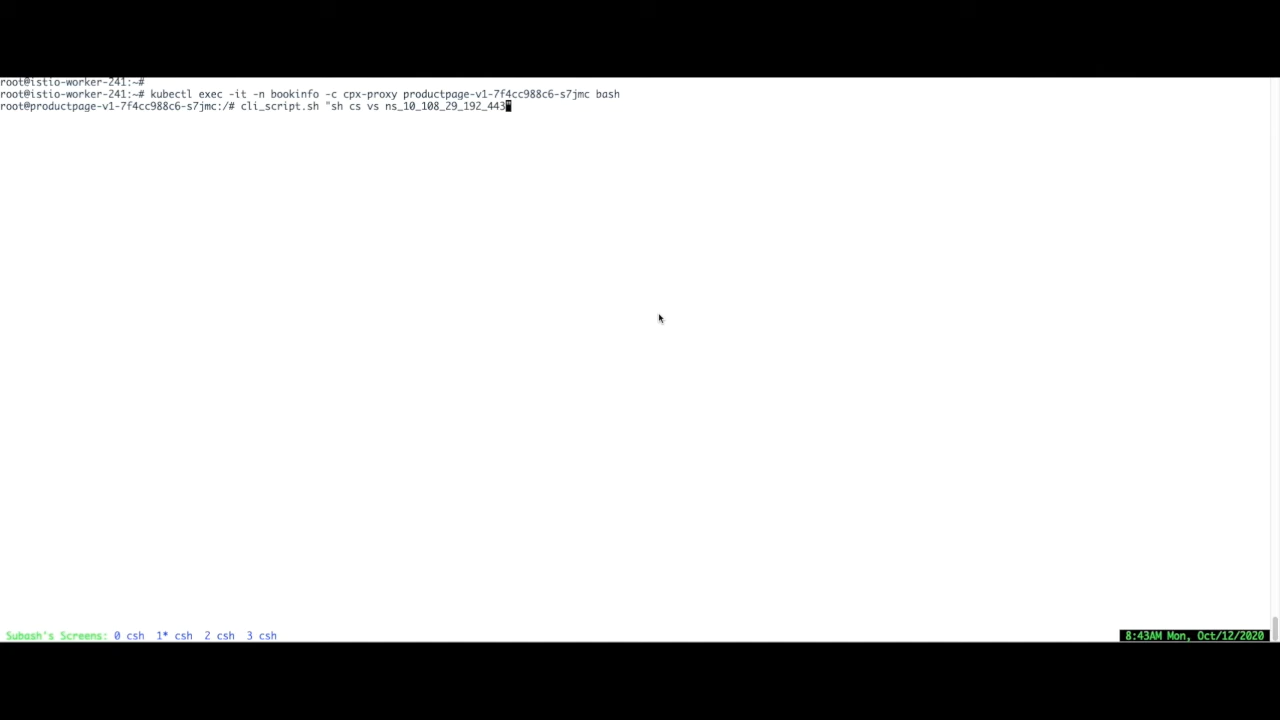 root@istio-worker-241:~#
root@istio-worker-241:~# kubectl exec -it -n bookinfo -c cpx-proxy productpage-v1-7f4cc988c6-s7jmc bash
root@productpage-v1-7f4cc988c6-s7jmc:/# cli_script.sh "sh cs vs ns_10_108_29_192_443"
Subash's Screens: 0 csh 1* csh 2 csh 3 csh
8:43AM Mon, Oct/12/2020